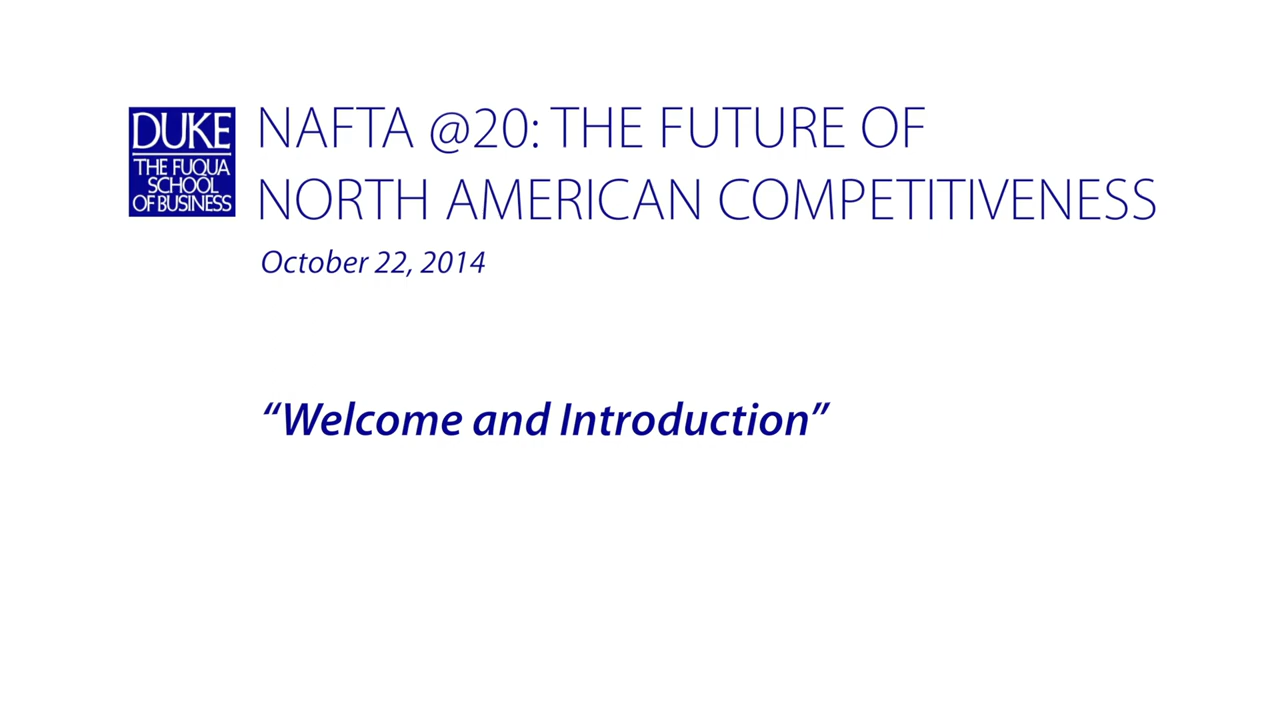 DUKE
THE FUQUA
SCHOOL
OF BUSINESS
NAFTA @20: THE FUTURE OF
NORTH AMERICAN COMPETITIVENESS
October 22, 2014
“Welcome and Introduction”